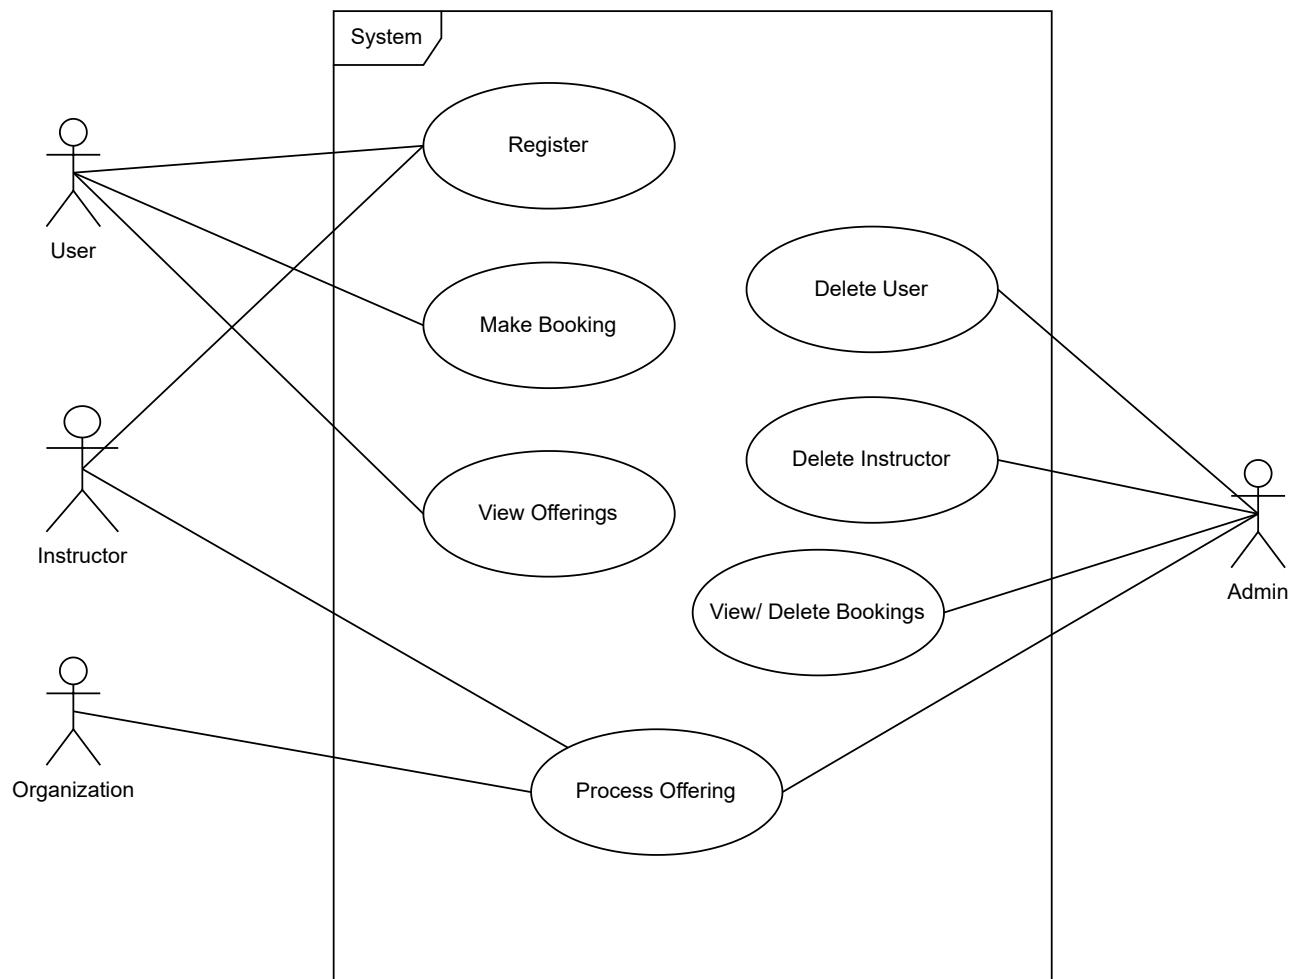 System
Register
User
Delete User
Make Booking
Delete Instructor
View Offerings
Instructor
Admin
View/ Delete Bookings
Organization
Process Offering